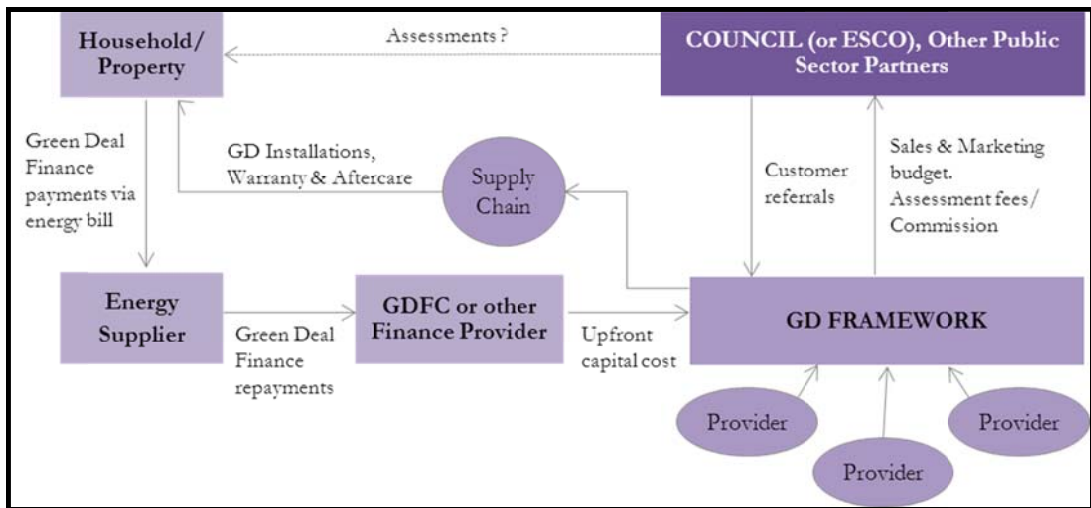 Household/
Property
Assessments ?
COUNCIL (or ESCO), Other Public
Sector Partners
Green Deal
Finance
payments via
energy bill
GD Installations,
Warranty & Aftercare
Supply
Chain
Customer
referrals
Sales & Marketing
budget.
Assessment fees/
Commission
Energy
Supplier
Green Deal
Finance
repayments
GDFC or other
Finance Provider
Upfront
capital cost
GD FRAMEWORK
Provider
Provider
Provider